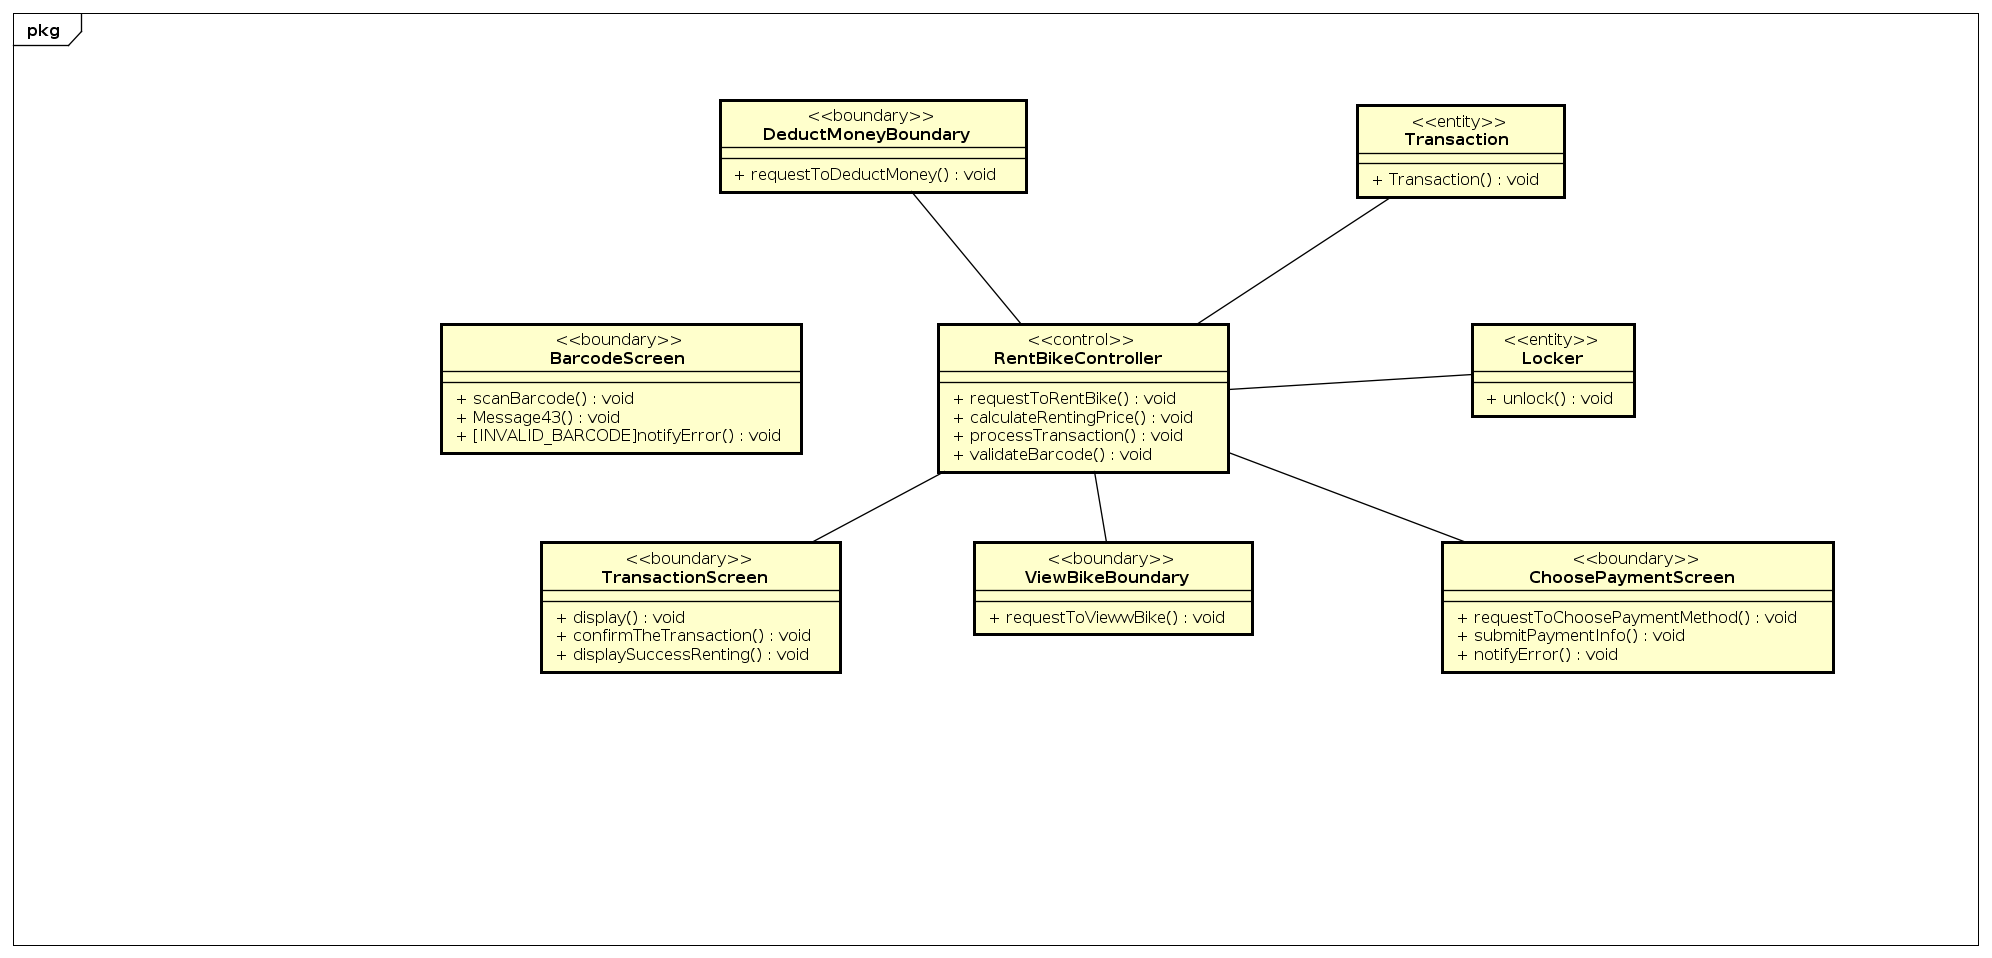 pkg
<<boundary>>
DeductMoneyBoundary
+ requestToDeductMoney() : void
<<entity>>
Transaction
+ Transaction() : void
<<boundary>>
BarcodeScreen
+ scanBarcode() : void
+ Message43() : void
+ [INVALID_BARCODE]notifyError() : void
<<control>>
RentBikeController
+ requestToRentBike() : void
+ calculateRentingPrice() : void
+ processTransaction() : void
+ validateBarcode() : void
<<entity>>
Locker
+ unlock() : void
<<boundary>>
TransactionScreen
+ display() : void
+ confirmTheTransaction() : void
+ displaySuccessRenting() : void
<<boundary>>
ViewBikeBoundary
+ requestToViewwBike() : void
<<boundary>>
ChoosePaymentScreen
+ requestToChoosePaymentMethod() : void
+ submitPaymentInfo() : void
+ notifyError() : void